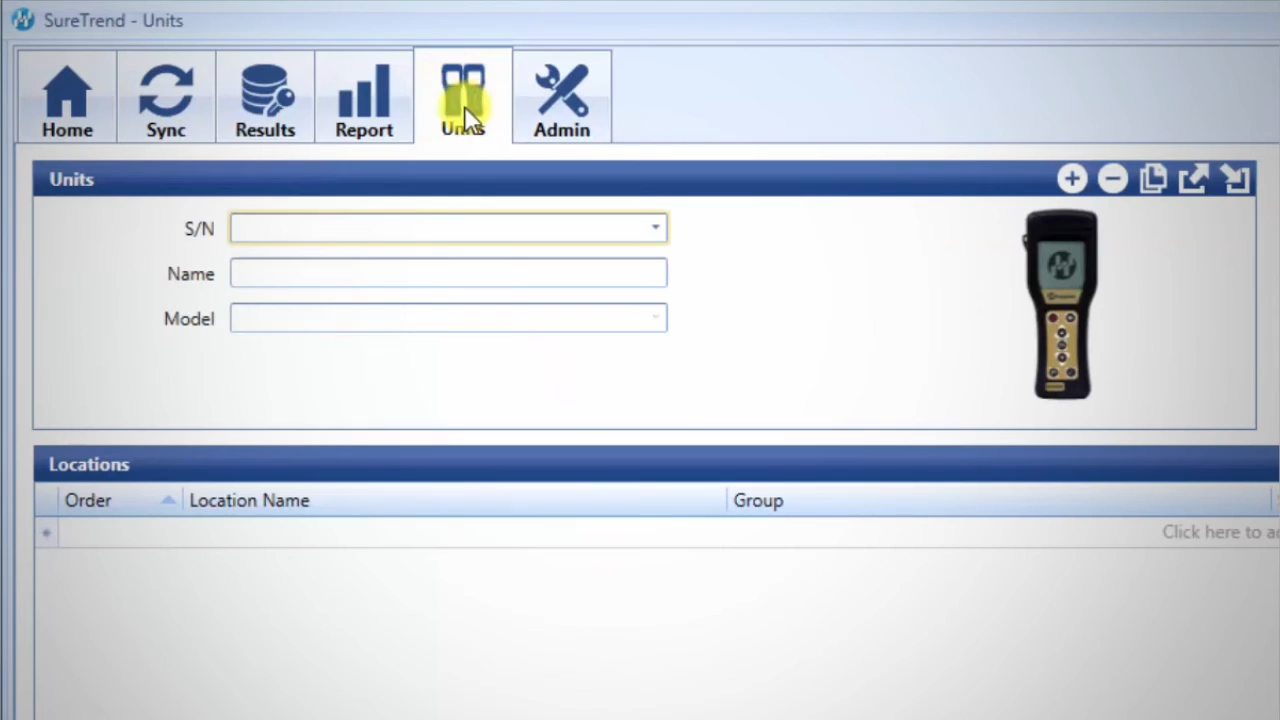 SureTrend - Units
Home Sync Results Report Units Admin
Units
S/N
Name
Model
Locations
Order Location Name Group
Click here to a